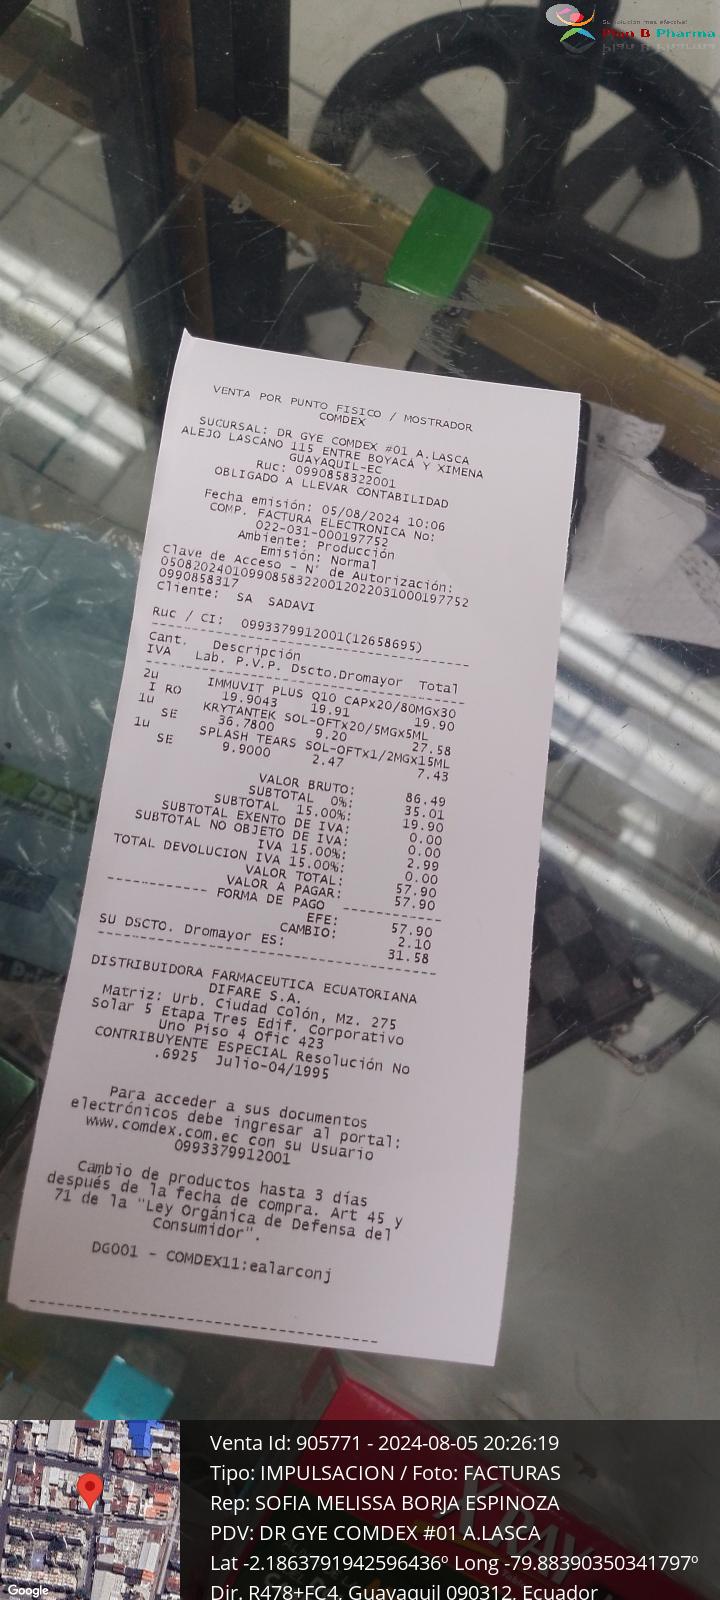 Su solución más efectiva!
Plan B Pharma
VENTA POR PUNTO FISICO / MOSTRADOR
COMDEX
SUCURSAL: DR GYE COMDEX #01 A.LASCA
ALEJO LASCANO 115 ENTRE BOYACA Y XIMENA
GUAYAQUIL-EC
Ruc: 0990858322001
OBLIGADO A LLEVAR CONTABILIDAD
Fecha emisión: 05/08/2024 10:06
COMP. FACTURA ELECTRONICA No:
022-031-000197752
Ambiente: Producción
Emisión: Normal
Clave de Acceso - N° de Autorización:
050820240109908583220012022031000197752
0990858317
Cliente: SA SADAVI
Ruc / CI: 0993379912001(12658695)
Cant. Descripción
IVA Lab. P.V.P. Dscto.Dromayor Total
2u IMMUVIT PLUS Q10 CAPx20/80MGx30
I RO 19.9043 19.91 19.90
1u KRYTANTEK SOL-OFTx20/5MGx5ML
SE 36.7800 9.20 27.58
1u SPLASH TEARS SOL-OFTx1/2MGx15ML
SE 9.9000 2.47 7.43
VALOR BRUTO: 86.49
SUBTOTAL 0%: 35.01
SUBTOTAL 15.00%: 19.90
SUBTOTAL EXENTO DE IVA: 0.00
SUBTOTAL NO OBJETO DE IVA: 0.00
IVA 15.00%: 2.99
TOTAL DEVOLUCION IVA 15.00%: 0.00
VALOR TOTAL: 57.90
VALOR A PAGAR: 57.90
------------ FORMA DE PAGO ------------
EFE: 57.90
CAMBIO: 2.10
SU DSCTO. Dromayor ES: 31.58
DISTRIBUIDORA FARMACEUTICA ECUATORIANA
DIFARE S.A.
Matriz: Urb. Ciudad Colón, Mz. 275
Solar 5 Etapa Tres Edif. Corporativo
Uno Piso 4 Ofic 423
CONTRIBUYENTE ESPECIAL Resolución No
.6925 Julio-04/1995
Para acceder a sus documentos
electrónicos debe ingresar al portal:
www.comdex.com.ec con su Usuario
0993379912001
Cambio de productos hasta 3 días
después de la fecha de compra. Art 45 y
71 de la "Ley Orgánica de Defensa del
Consumidor".
DG001 - COMDEX11:ealarconj
Venta Id: 905771 - 2024-08-05 20:26:19
Tipo: IMPULSACION / Foto: FACTURAS
Rep: SOFIA MELISSA BORJA ESPINOZA
PDV: DR GYE COMDEX #01 A.LASCA
Lat -2.1863791942596436º Long -79.88390350341797º
Dir. R478+FC4, Guayaquil 090312, Ecuador
Google